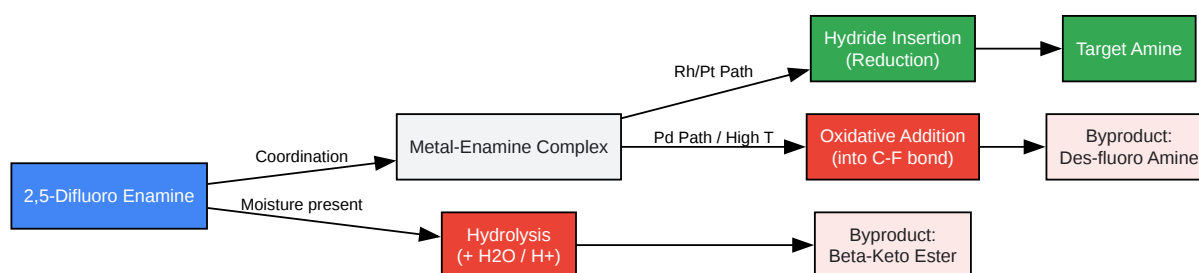 Hydride Insertion
(Reduction)
Target Amine
Rh/Pt Path
Metal-Enamine Complex
Pd Path / High T
Oxidative Addition
(into C-F bond)
Byproduct:
Des-fluoro Amine
Coordination
2,5-Difluoro Enamine
Moisture present
Hydrolysis
(+ H2O / H+)
Byproduct:
Beta-Keto Ester